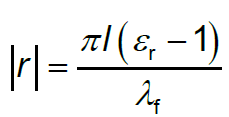 |r| = πl(εr − 1) / λf